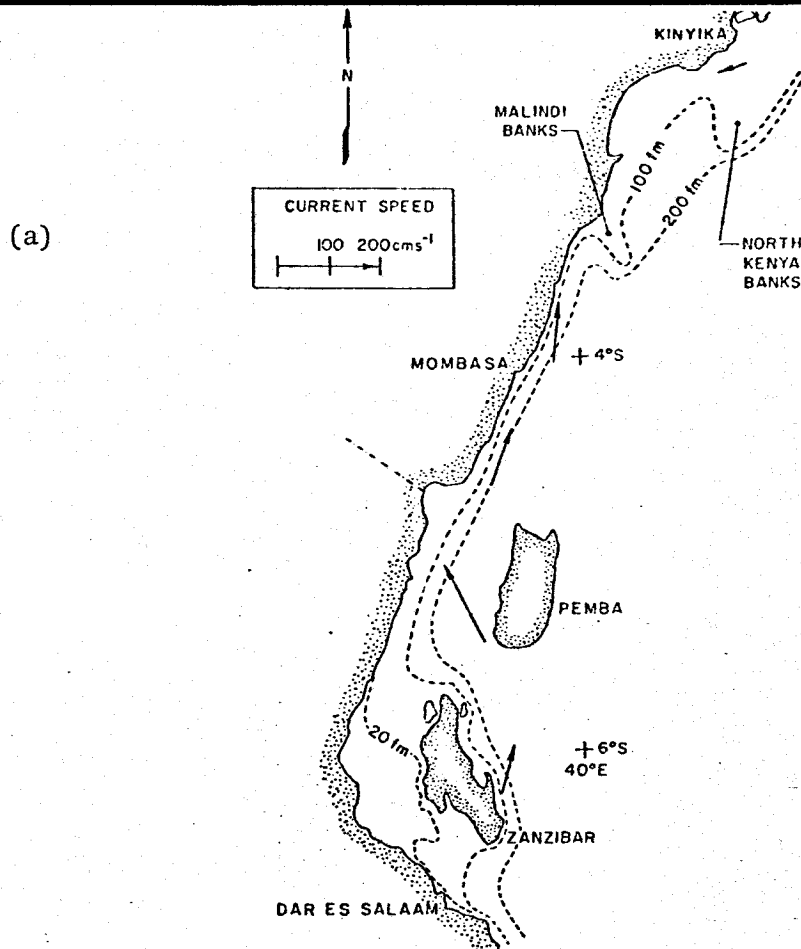 KINYIKA
N
MALINDI
BANKS
100 fm
200 fm
(a)
CURRENT SPEED
100 200cms⁻¹
NORTH
KENYA
BANKS
MOMBASA
+ 4°S
PEMBA
20 fm
+ 6°S
40°E
ZANZIBAR
DAR ES SALAAM